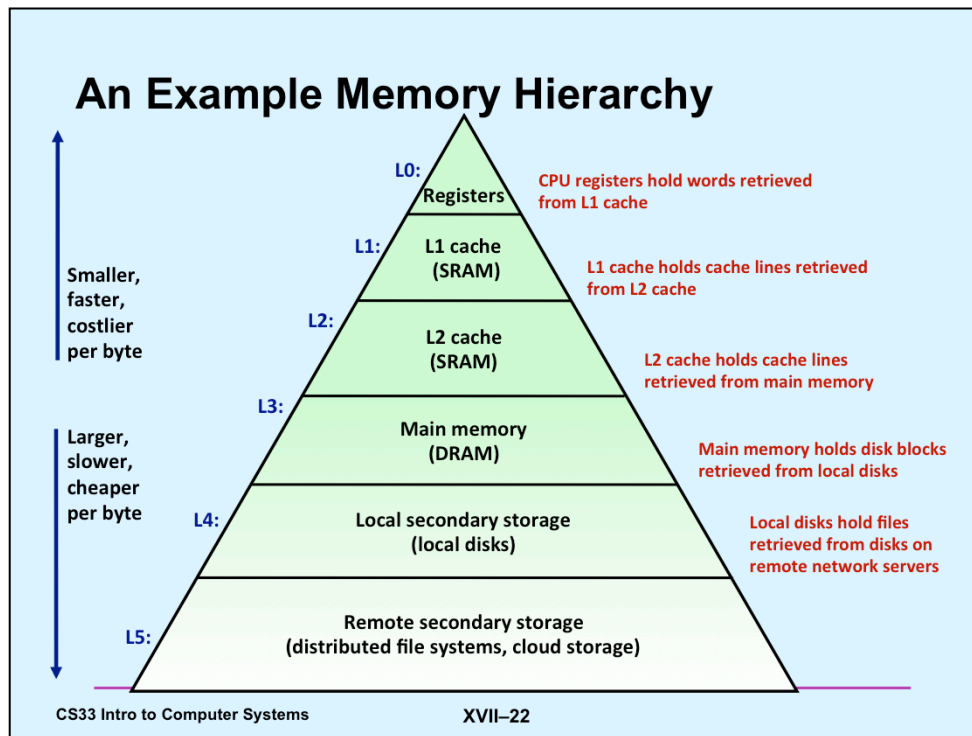 An Example Memory Hierarchy
L0:
Registers
CPU registers hold words retrieved
from L1 cache
L1:
L1 cache
(SRAM)
L1 cache holds cache lines retrieved
from L2 cache
Smaller,
faster,
costlier
per byte
L2:
L2 cache
(SRAM)
L2 cache holds cache lines
retrieved from main memory
L3:
Main memory
(DRAM)
Main memory holds disk blocks
retrieved from local disks
Larger,
slower,
cheaper
per byte
L4:
Local secondary storage
(local disks)
Local disks hold files
retrieved from disks on
remote network servers
L5:
Remote secondary storage
(distributed file systems, cloud storage)
CS33 Intro to Computer Systems
XVII–22